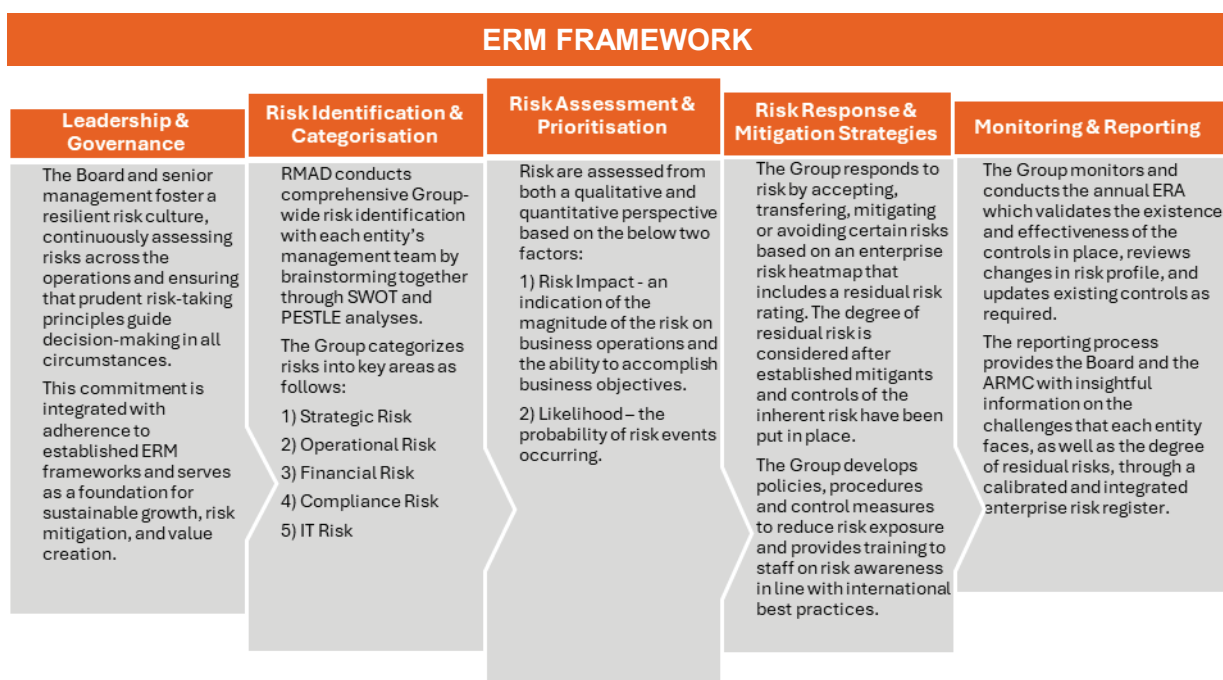 ERM FRAMEWORK
Leadership &
Governance
The Board and senior
management foster a
resilient risk culture,
continuously assessing
risks across the
operations and ensuring
that prudent risk-taking
principles guide
decision-making in all
circumstances.
This commitment is
integrated with
adherence to
established ERM
frameworks and serves
as a foundation for
sustainable growth, risk
mitigation, and value
creation.
Risk Identification &
Categorisation
RMAD conducts
comprehensive Group-
wide risk identification
with each entity's
management team by
brainstorming together
through SWOT and
PESTLE analyses.
The Group categorizes
risks into key areas as
follows:
1) Strategic Risk
2) Operational Risk
3) Financial Risk
4) Compliance Risk
5) IT Risk
Risk Assessment &
Prioritisation
Risk are assessed from
both a qualitative and
quantitative perspective
based on the below two
factors:
1) Risk Impact - an
indication of the
magnitude of the risk on
business operations and
the ability to accomplish
business objectives.
2) Likelihood – the
probability of risk events
occurring.
Risk Response &
Mitigation Strategies
The Group responds to
risk by accepting,
transfering, mitigating
or avoiding certain risks
based on an enterprise
risk heatmap that
includes a residual risk
rating. The degree of
residual risk is
considered after
established mitigants
and controls of the
inherent risk have been
put in place.
The Group develops
policies, procedures
and control measures
to reduce risk exposure
and provides training to
staff on risk awareness
in line with international
best practices.
Monitoring & Reporting
The Group monitors and
conducts the annual ERA
which validates the existence
and effectiveness of the
controls in place, reviews
changes in risk profile, and
updates existing controls as
required.
The reporting process
provides the Board and the
ARMC with insightful
information on the
challenges that each entity
faces, as well as the degree
of residual risks, through a
calibrated and integrated
enterprise risk register.